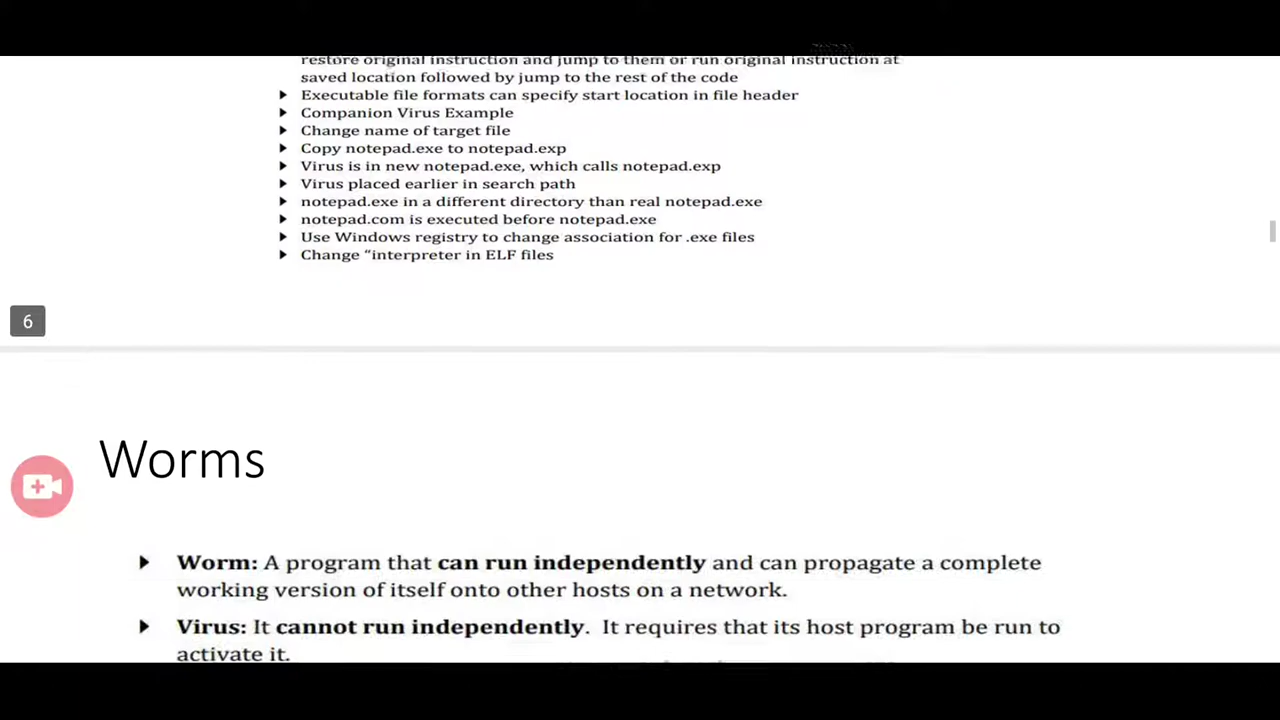 restore original instruction and jump to them or run original instruction at
saved location followed by jump to the rest of the code
Executable file formats can specify start location in file header
Companion Virus Example
Change name of target file
Copy notepad.exe to notepad.exp
Virus is in new notepad.exe, which calls notepad.exp
Virus placed earlier in search path
notepad.exe in a different directory than real notepad.exe
notepad.com is executed before notepad.exe
Use Windows registry to change association for .exe files
Change “interpreter in ELF files
6
Worms
Worm: A program that can run independently and can propagate a complete
working version of itself onto other hosts on a network.
Virus: It cannot run independently. It requires that its host program be run to
activate it.